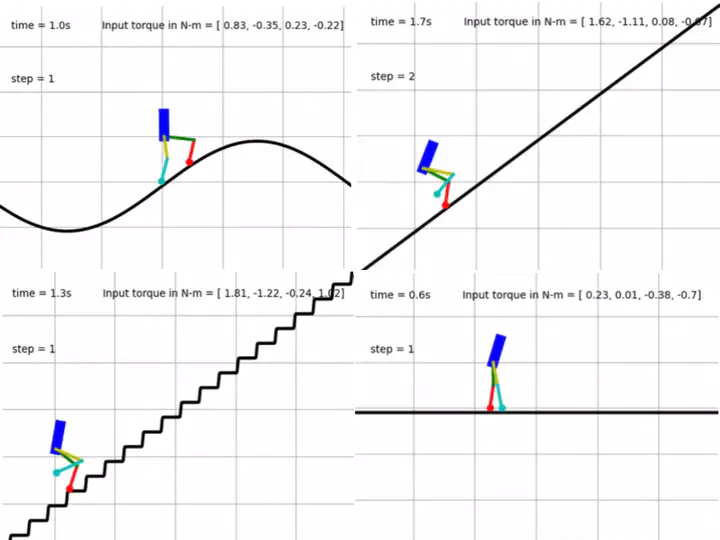 time = 1.0s Input torque in N-m = [ 0.83, -0.35, 0.23, -0.22]
step = 1
time = 1.7s Input torque in N-m = [ 1.62, -1.11, 0.08, -0.07]
step = 2
time = 1.3s Input torque in N-m = [ 1.81, -1.22, -0.24, 1.02]
step = 1
time = 0.6s Input torque in N-m = [ 0.23, 0.01, -0.38, -0.7]
step = 1